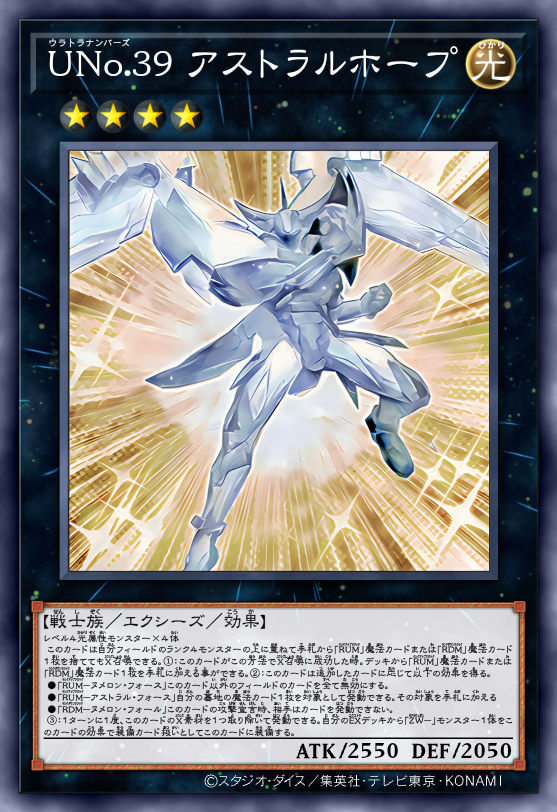 ウラトラナンバーズ
UNo.39 アストラルホープ
ひかり
光
【戦士族／エクシーズ／効果】
レベル4光属性モンスター×4体
このカードは自分フィールドのランク4モンスターの上に重ねて手札から「RUM」魔法カードまたは「RDM」魔法カード
1枚を捨ててもX召喚できる。①：このカードがこの方法でX召喚に成功した時。デッキから「RUM」魔法カードまたは
「RDM」魔法カード1枚を手札に加える事ができる。②：このカードは追加したカードに応じて以下の効果を得る。
●「RUM－ヌメロン・フォース」このカード以外のフィールドのカードを全て無効にする。
●「RUM－アストラル・フォース」自分の墓地の魔法カード1枚を対象として発動できる。そのカードを手札に加える
●「RDM－ヌメロン・フォール」このカードの攻撃宣言時、相手はカードを発動できない。
③：1ターンに1度、このカードのX素料を1つ取り除いて発動できる。自分のEXデッキから「ZW－」モンスター1体をこ
のカードの効果で装備カード扱いとしてこのカードに装備する。
ATK/2550 DEF/2050
©スタジオ・ダイス／集英社・テレビ東京・KONAMI